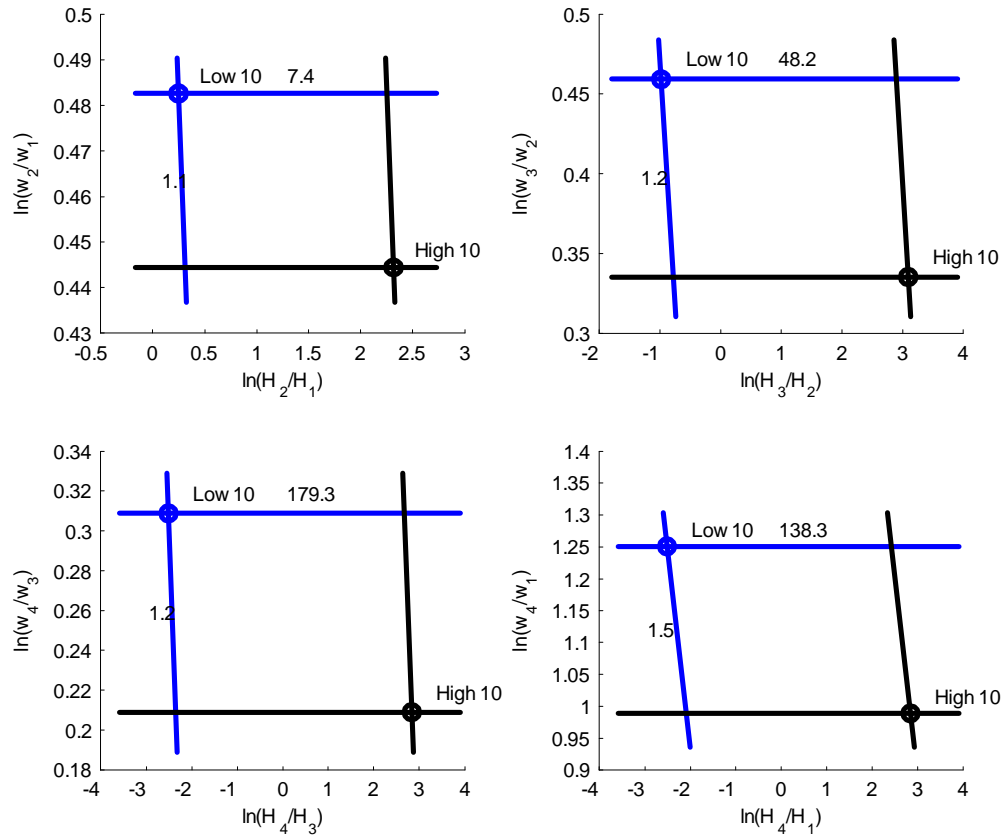 0.5
0.49
0.48
0.47
0.46
0.45
0.44
0.43
ln(w2/w1)
Low 10 7.4
1.1
High 10
-0.5 0 0.5 1 1.5 2 2.5 3
ln(H2/H1)
0.5
0.45
0.4
0.35
0.3
ln(w3/w2)
Low 10 48.2
1.2
High 10
-2 -1 0 1 2 3 4
ln(H3/H2)
0.34
0.32
0.3
0.28
0.26
0.24
0.22
0.2
0.18
ln(w4/w3)
Low 10 179.3
1.2
High 10
-4 -3 -2 -1 0 1 2 3 4
ln(H4/H3)
1.4
1.35
1.3
1.25
1.2
1.15
1.1
1.05
1
0.95
0.9
ln(w4/w1)
Low 10 138.3
1.5
High 10
-4 -3 -2 -1 0 1 2 3 4
ln(H4/H1)